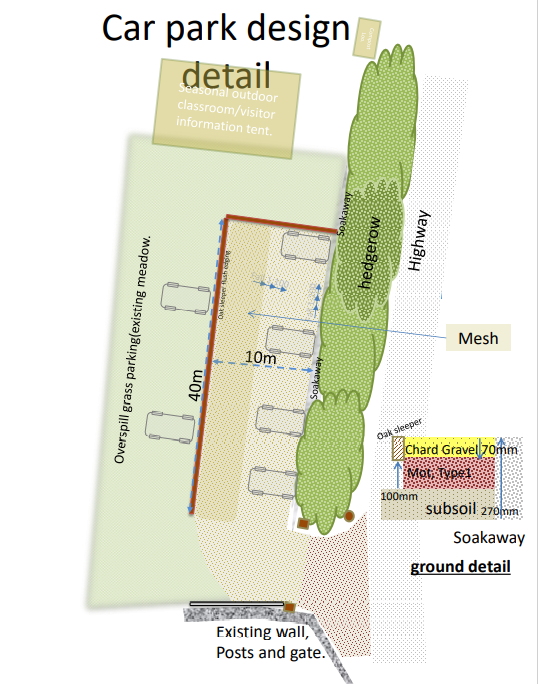 Car park design
detail
Seasonal outdoor
classroom/visitor
information tent.
Soakaway
hedgerow
Highway
Oak sleeper flush edging
Overspill grass parking(existing meadow.
Mesh
10m
40m
Soakaway
Oak sleeper
Chard Gravel 70mm
Mot, Type1
100mm
subsoil 270mm
Soakaway
ground detail
Existing wall,
Posts and gate.